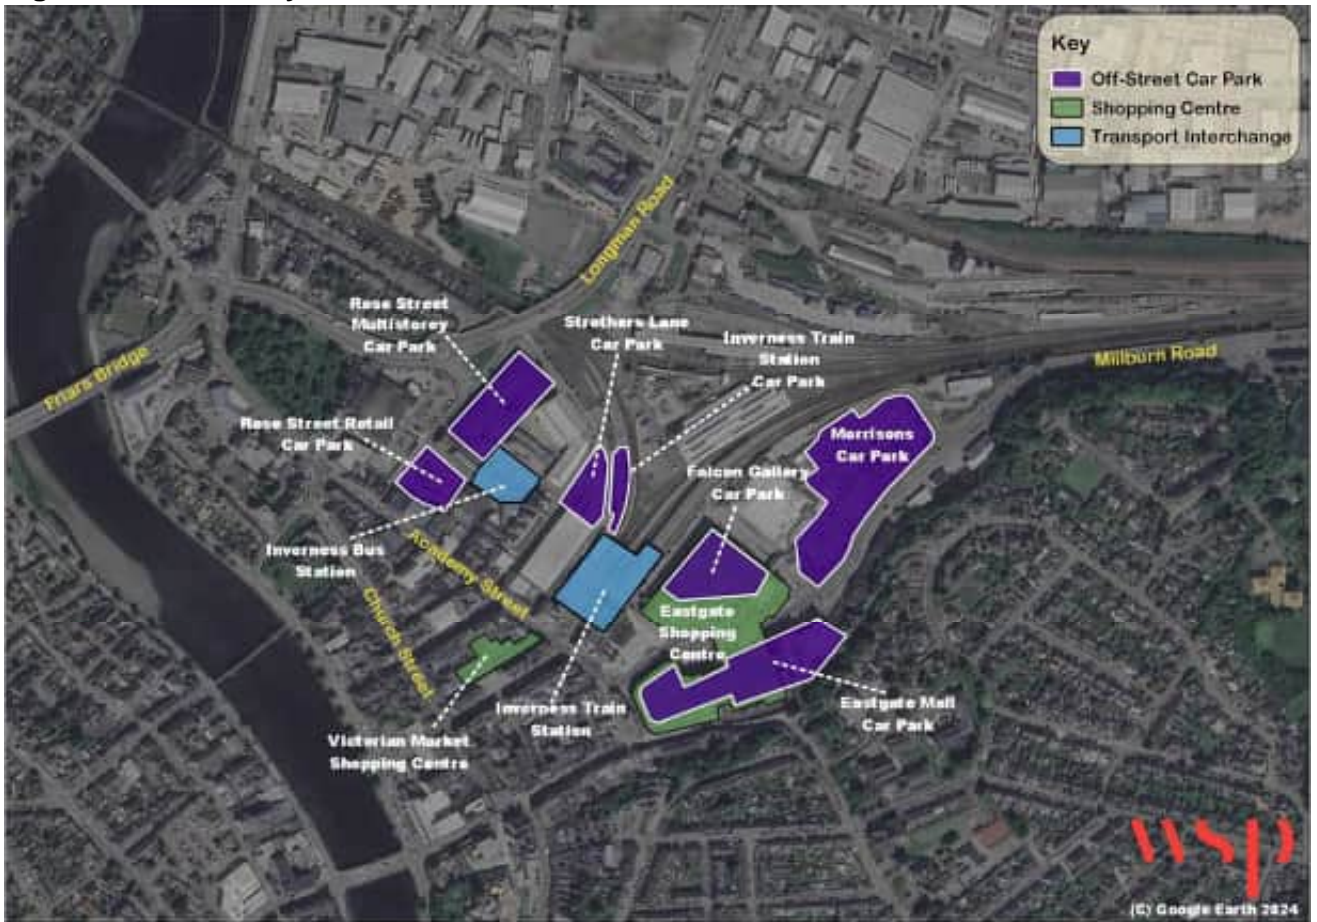 Key
Off-Street Car Park
Shopping Centre
Transport Interchange
Longman Road
Rose Street
Multistorey
Car Park
Strothers Lane
Car Park
Inverness Train
Station
Car Park
Millburn Road
Friars Bridge
Rose Street Retail
Car Park
Morrisons
Car Park
Falcon Gallery
Car Park
Inverness Bus
Station
Academy Street
Church Street
Eastgate
Shopping
Centre
Inverness Train
Station
Eastgate Mall
Car Park
Victorian Market
Shopping Centre
wsp
(C) Google Earth 2024